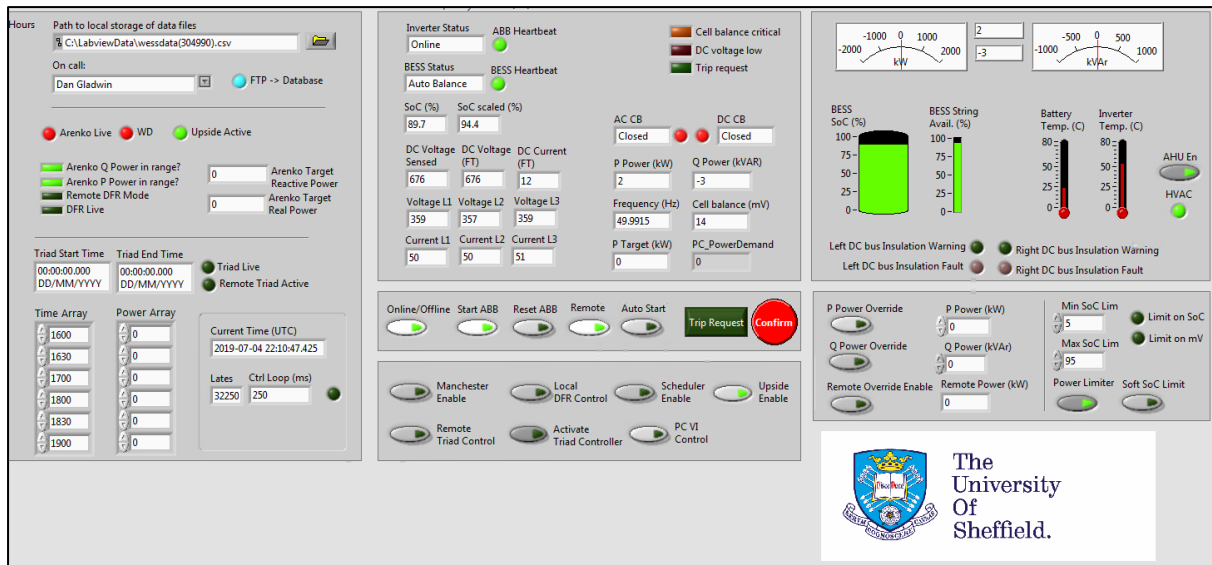 Hours
Path to local storage of data files
C:\LabviewData\wessdata(304990).csv
On call:
Dan Gladwin
FTP -> Database
Arenko Live
WD
Upside Active
Arenko Q Power in range?
Arenko P Power in range?
Remote DFR Mode
DFR Live
0
Arenko Target
Reactive Power
0
Arenko Target
Real Power
Triad Start Time
Triad End Time
00:00:00.000
DD/MM/YYYY
00:00:00.000
DD/MM/YYYY
Triad Live
Remote Triad Active
Time Array
Power Array
1600
0
1630
0
1700
0
1800
0
1830
0
1900
0
Current Time (UTC)
2019-07-04 22:10:47.425
Lates
Ctrl Loop (ms)
32250
250
Inverter Status
Online
ABB Heartbeat
BESS Status
Auto Balance
BESS Heartbeat
Cell balance critical
DC voltage low
Trip request
SoC (%)
SoC scaled (%)
89.7
94.4
AC CB
DC CB
Closed
Closed
DC Voltage
Sensed
DC Voltage
(FT)
DC Current
(FT)
676
676
12
P Power (kW)
Q Power (kVAR)
2
-3
Voltage L1
Voltage L2
Voltage L3
359
357
359
Frequency (Hz)
Cell balance (mV)
49.9915
14
Current L1
Current L2
Current L3
50
50
51
P Target (kW)
PC_PowerDemand
0
0
Online/Offline
Start ABB
Reset ABB
Remote
Auto Start
Trip Request
Confirm
Manchester
Enable
Local
DFR Control
Scheduler
Enable
Upside
Enable
Remote
Triad Control
Activate
Triad Controller
PC VI
Control
-2000 -1000 0 1000 2000
kW
2
-3
-1000 -500 0 500 1000
kVAr
BESS
SoC (%)
100-
75-
50-
25-
0-
BESS String
Avail. (%)
100-
75-
50-
25-
0-
Battery
Temp. (C)
80-
50-
25-
0-
Inverter
Temp. (C)
80-
50-
25-
0-
AHU En
HVAC
Left DC bus Insulation Warning
Right DC bus Insulation Warning
Left DC bus Insulation Fault
Right DC bus Insulation Fault
P Power Override
P Power (kW)
0
Q Power Override
Q Power (kVAr)
0
Remote Override Enable
Remote Power (kW)
0
Min SoC Lim
5
Limit on SoC
Limit on mV
Max SoC Lim
95
Power Limiter
Soft SoC Limit
The
University
Of
Sheffield.